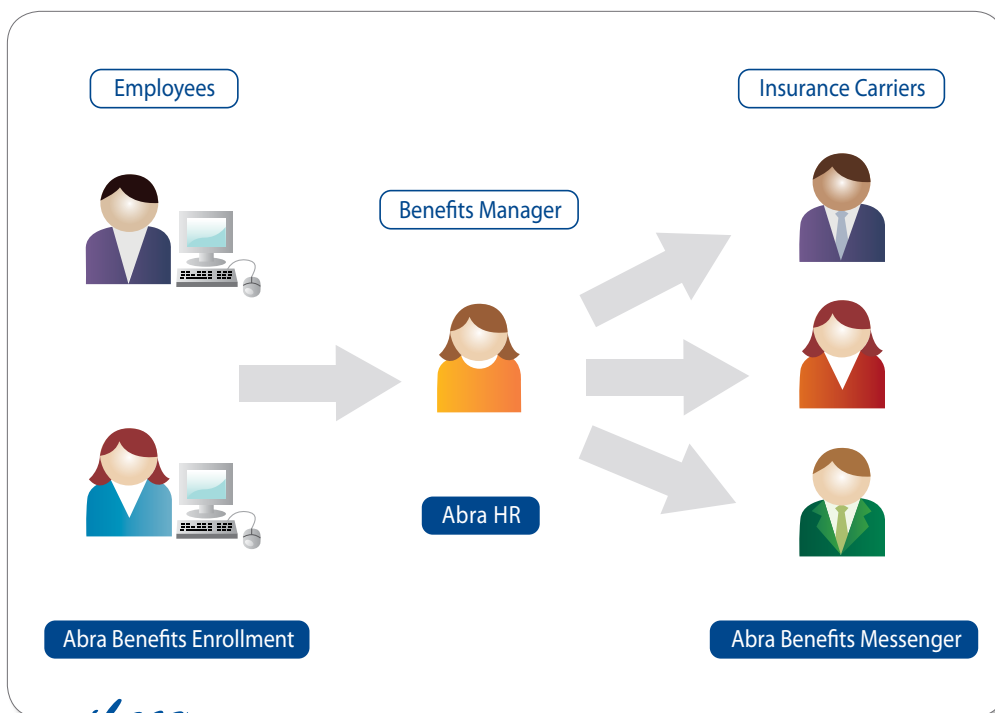 Employees
Insurance Carriers
Benefits Manager
Abra HR
Abra Benefits Enrollment
Abra Benefits Messenger